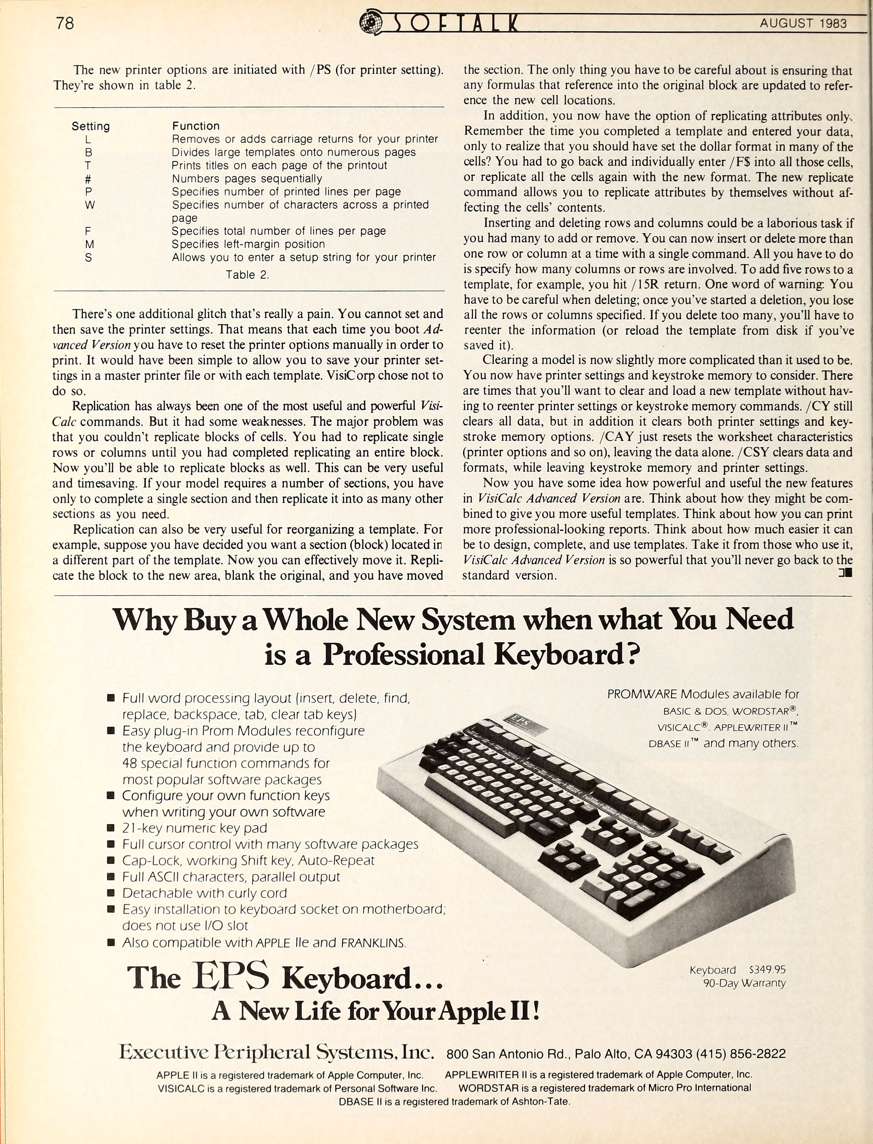 78
SOFTALK
AUGUST 1983
The new printer options are initiated with /PS (for printer setting).
They're shown in table 2.
Setting Function
L Removes or adds carriage returns for your printer
B Divides large templates onto numerous pages
T Prints titles on each page of the printout
# Numbers pages sequentially
P Specifies number of printed lines per page
W Specifies number of characters across a printed
page
F Specifies total number of lines per page
M Specifies left-margin position
S Allows you to enter a setup string for your printer
Table 2.
There's one additional glitch that's really a pain. You cannot set and
then save the printer settings. That means that each time you boot Ad-
vanced Version you have to reset the printer options manually in order to
print. It would have been simple to allow you to save your printer set-
tings in a master printer file or with each template. VisiCorp chose not to
do so.
Replication has always been one of the most useful and powerful Visi-
Calc commands. But it had some weaknesses. The major problem was
that you couldn't replicate blocks of cells. You had to replicate single
rows or columns until you had completed replicating an entire block.
Now you'll be able to replicate blocks as well. This can be very useful
and timesaving. If your model requires a number of sections, you have
only to complete a single section and then replicate it into as many other
sections as you need.
Replication can also be very useful for reorganizing a template. For
example, suppose you have decided you want a section (block) located in
a different part of the template. Now you can effectively move it. Repli-
cate the block to the new area, blank the original, and you have moved
the section. The only thing you have to be careful about is ensuring that
any formulas that reference into the original block are updated to refer-
ence the new cell locations.
In addition, you now have the option of replicating attributes only.
Remember the time you completed a template and entered your data,
only to realize that you should have set the dollar format in many of the
cells? You had to go back and individually enter /F$ into all those cells,
or replicate all the cells again with the new format. The new replicate
command allows you to replicate attributes by themselves without af-
fecting the cells' contents.
Inserting and deleting rows and columns could be a laborious task if
you had many to add or remove. You can now insert or delete more than
one row or column at a time with a single command. All you have to do
is specify how many columns or rows are involved. To add five rows to a
template, for example, you hit /15R return. One word of warning: You
have to be careful when deleting; once you've started a deletion, you lose
all the rows or columns specified. If you delete too many, you'll have to
reenter the information (or reload the template from disk if you've
saved it).
Clearing a model is now slightly more complicated than it used to be.
You now have printer settings and keystroke memory to consider. There
are times that you'll want to clear and load a new template without hav-
ing to reenter printer settings or keystroke memory commands. /CY still
clears all data, but in addition it clears both printer settings and key-
stroke memory options. /CAY just resets the worksheet characteristics
(printer options and so on), leaving the data alone. /CSY clears data and
formats, while leaving keystroke memory and printer settings.
Now you have some idea how powerful and useful the new features
in VisiCalc Advanced Version are. Think about how they might be com-
bined to give you more useful templates. Think about how you can print
more professional-looking reports. Think about how much easier it can
be to design, complete, and use templates. Take it from those who use it,
VisiCalc Advanced Version is so powerful that you'll never go back to the
standard version.
Why Buy a Whole New System when what You Need
is a Professional Keyboard?
■ Full word processing layout (insert, delete, find,
replace, backspace, tab, clear tab keys)
■ Easy plug-in Prom Modules reconfigure
the keyboard and provide up to
48 special function commands for
most popular software packages
■ Configure your own function keys
when writing your own software
■ 21-key numeric key pad
■ Full cursor control with many software packages
■ Cap-Lock, working Shift key, Auto-Repeat
■ Full ASCII characters, parallel output
■ Detachable with curly cord
■ Easy installation to keyboard socket on motherboard;
does not use I/O slot
■ Also compatible with APPLE IIe and FRANKLINS.
PROMWARE Modules available for
BASIC & DOS, WORDSTAR®,
VISICALC®, APPLEWRITER II™
DBASE II™ and many others.
EPS
Keyboard $349.95
90-Day Warranty
The EPS Keyboard...
A New Life for Your Apple II!
Executive Peripheral Systems, Inc. 800 San Antonio Rd., Palo Alto, CA 94303 (415) 856-2822
APPLE II is a registered trademark of Apple Computer, Inc. APPLEWRITER II is a registered trademark of Apple Computer, Inc.
VISICALC is a registered trademark of Personal Software Inc. WORDSTAR is a registered trademark of Micro Pro International
DBASE II is a registered trademark of Ashton-Tate.